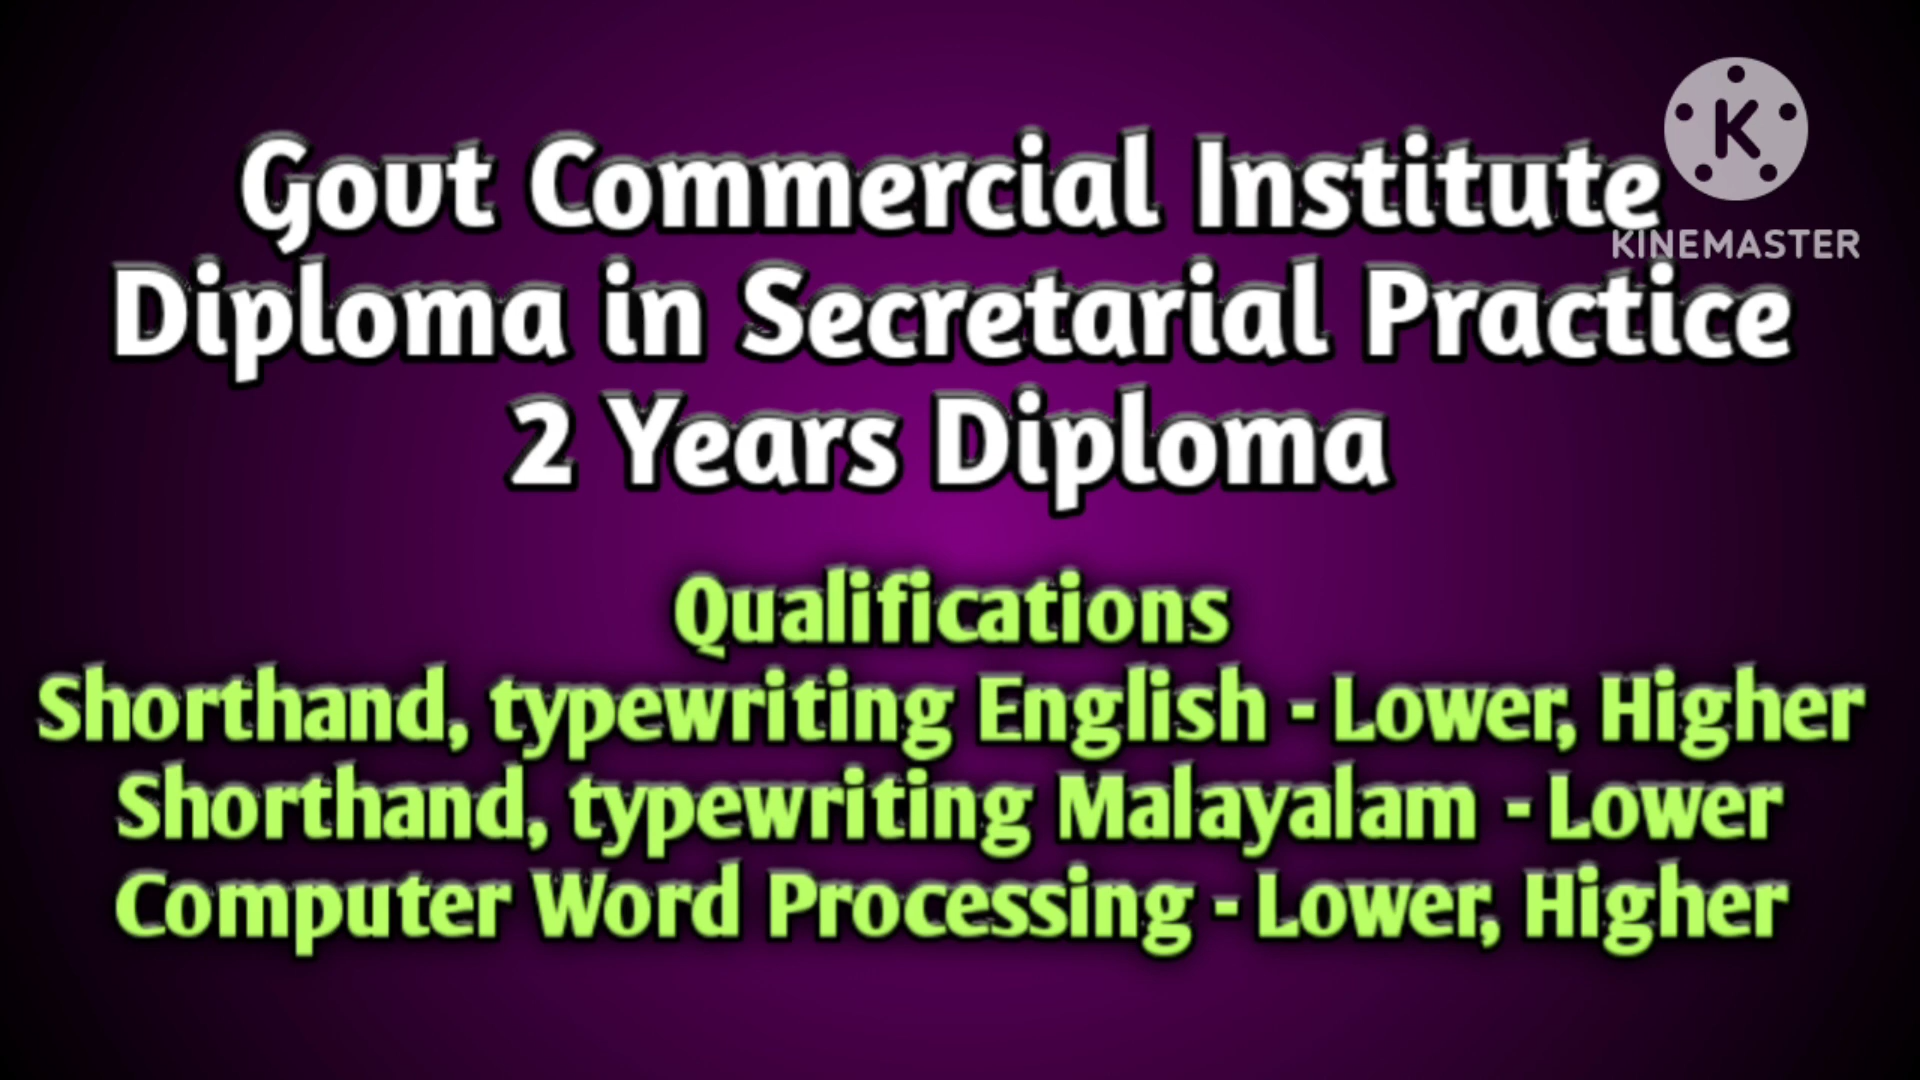 Govt Commercial Institute
Diploma in Secretarial Practice
2 Years Diploma
K
KINEMASTER
Qualifications
Shorthand, typewriting English - Lower, Higher
Shorthand, typewriting Malayalam - Lower
Computer Word Processing - Lower, Higher